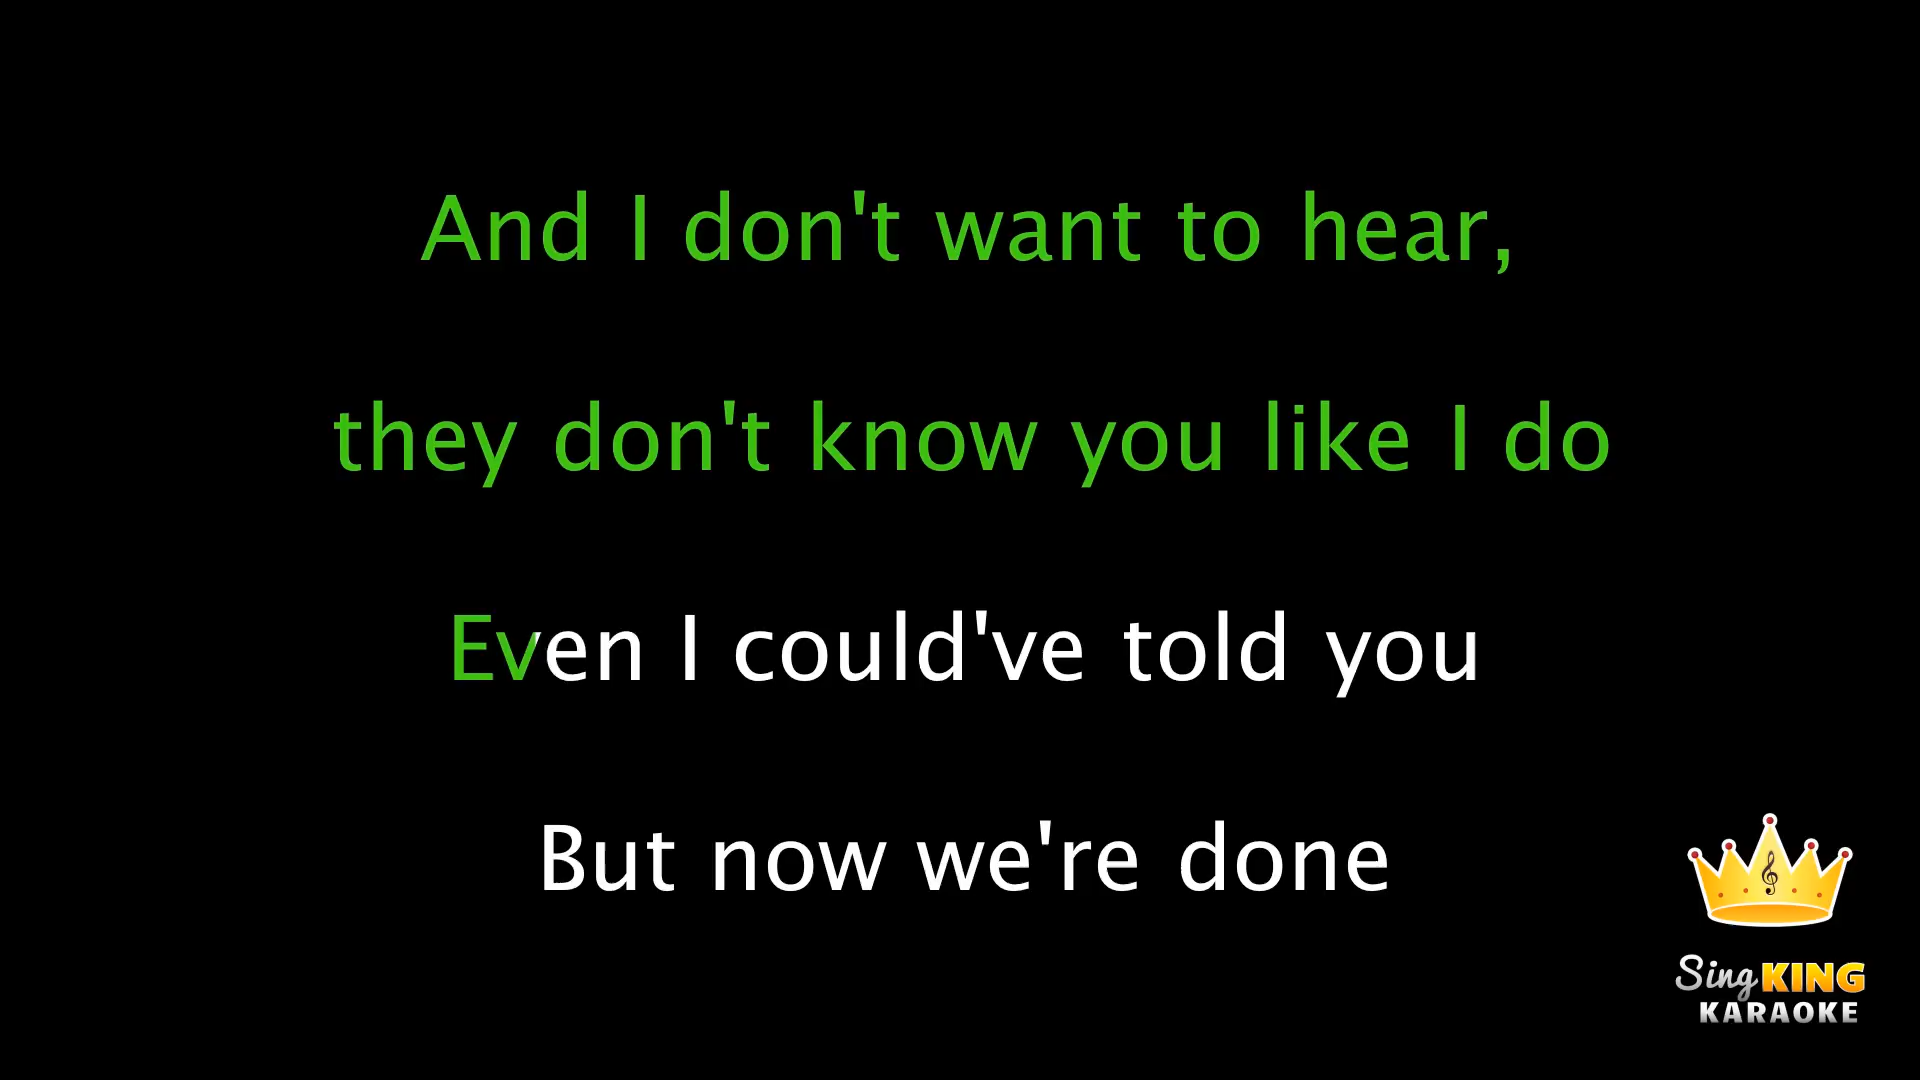 And I don't want to hear,
they don't know you like I do
Even I could've told you
But now we're done
Sing KING
KARAOKE